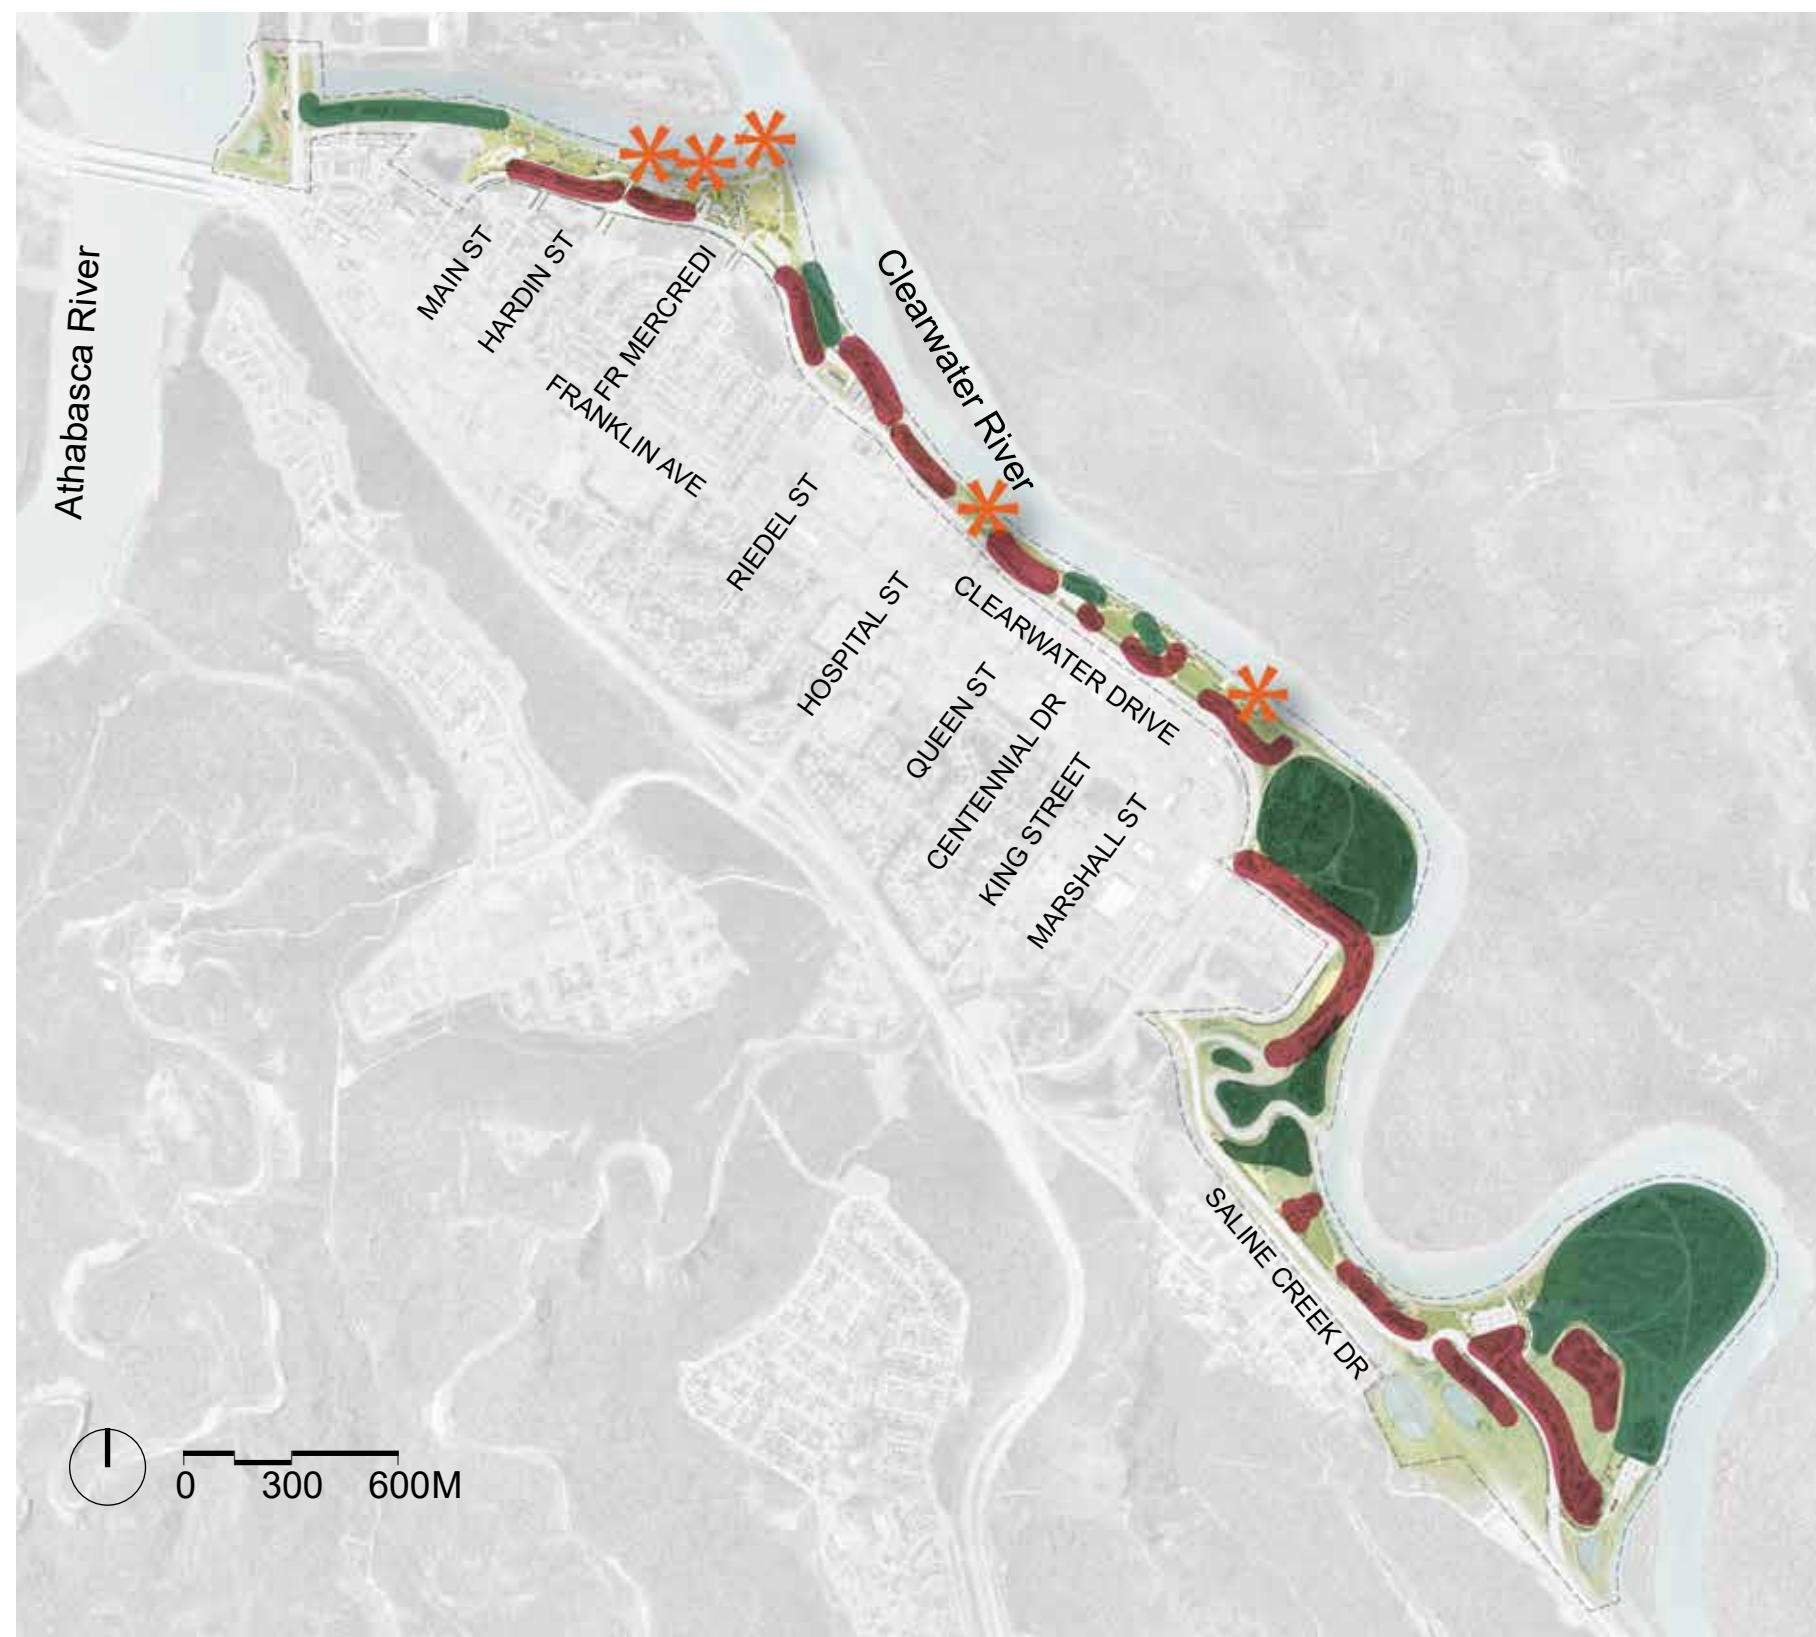 Athabasca River
Clearwater River
MAIN ST
HARDIN ST
FR MERCREDI
FRANKLIN AVE
RIEDEL ST
HOSPITAL ST
CLEARWATER DRIVE
QUEEN ST
CENTENNIAL DR
KING STREET
MARSHALL ST
SALINE CREEK DR
0 300 600M